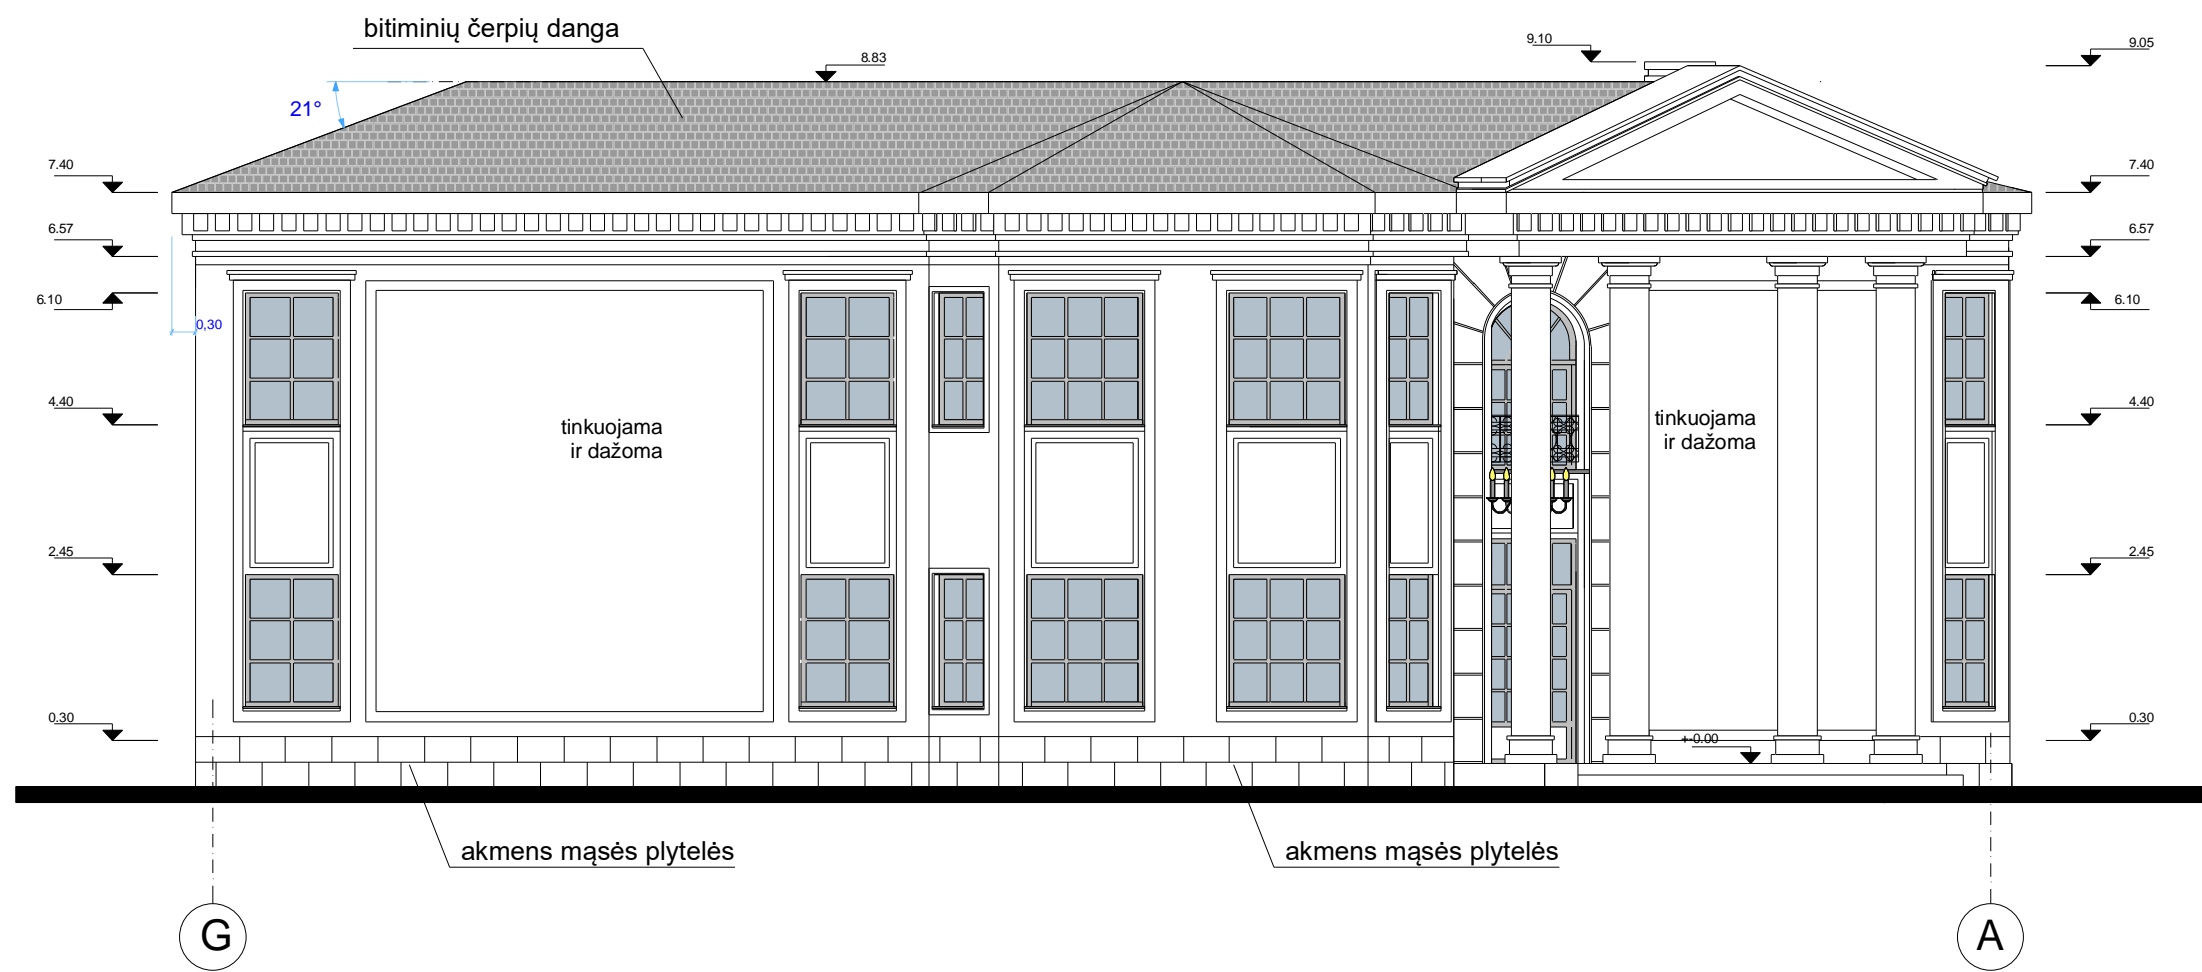 bitiminių čerpių danga
9.10
9.05
8.83
21°
7.40
7.40
6.57
6.57
6.10
0,30
6.10
4.40
4.40
tinkuojama
ir dažoma
tinkuojama
ir dažoma
2.45
2.45
0.30
0.30
+-0.00
akmens mąsės plytelės
akmens mąsės plytelės
G
A